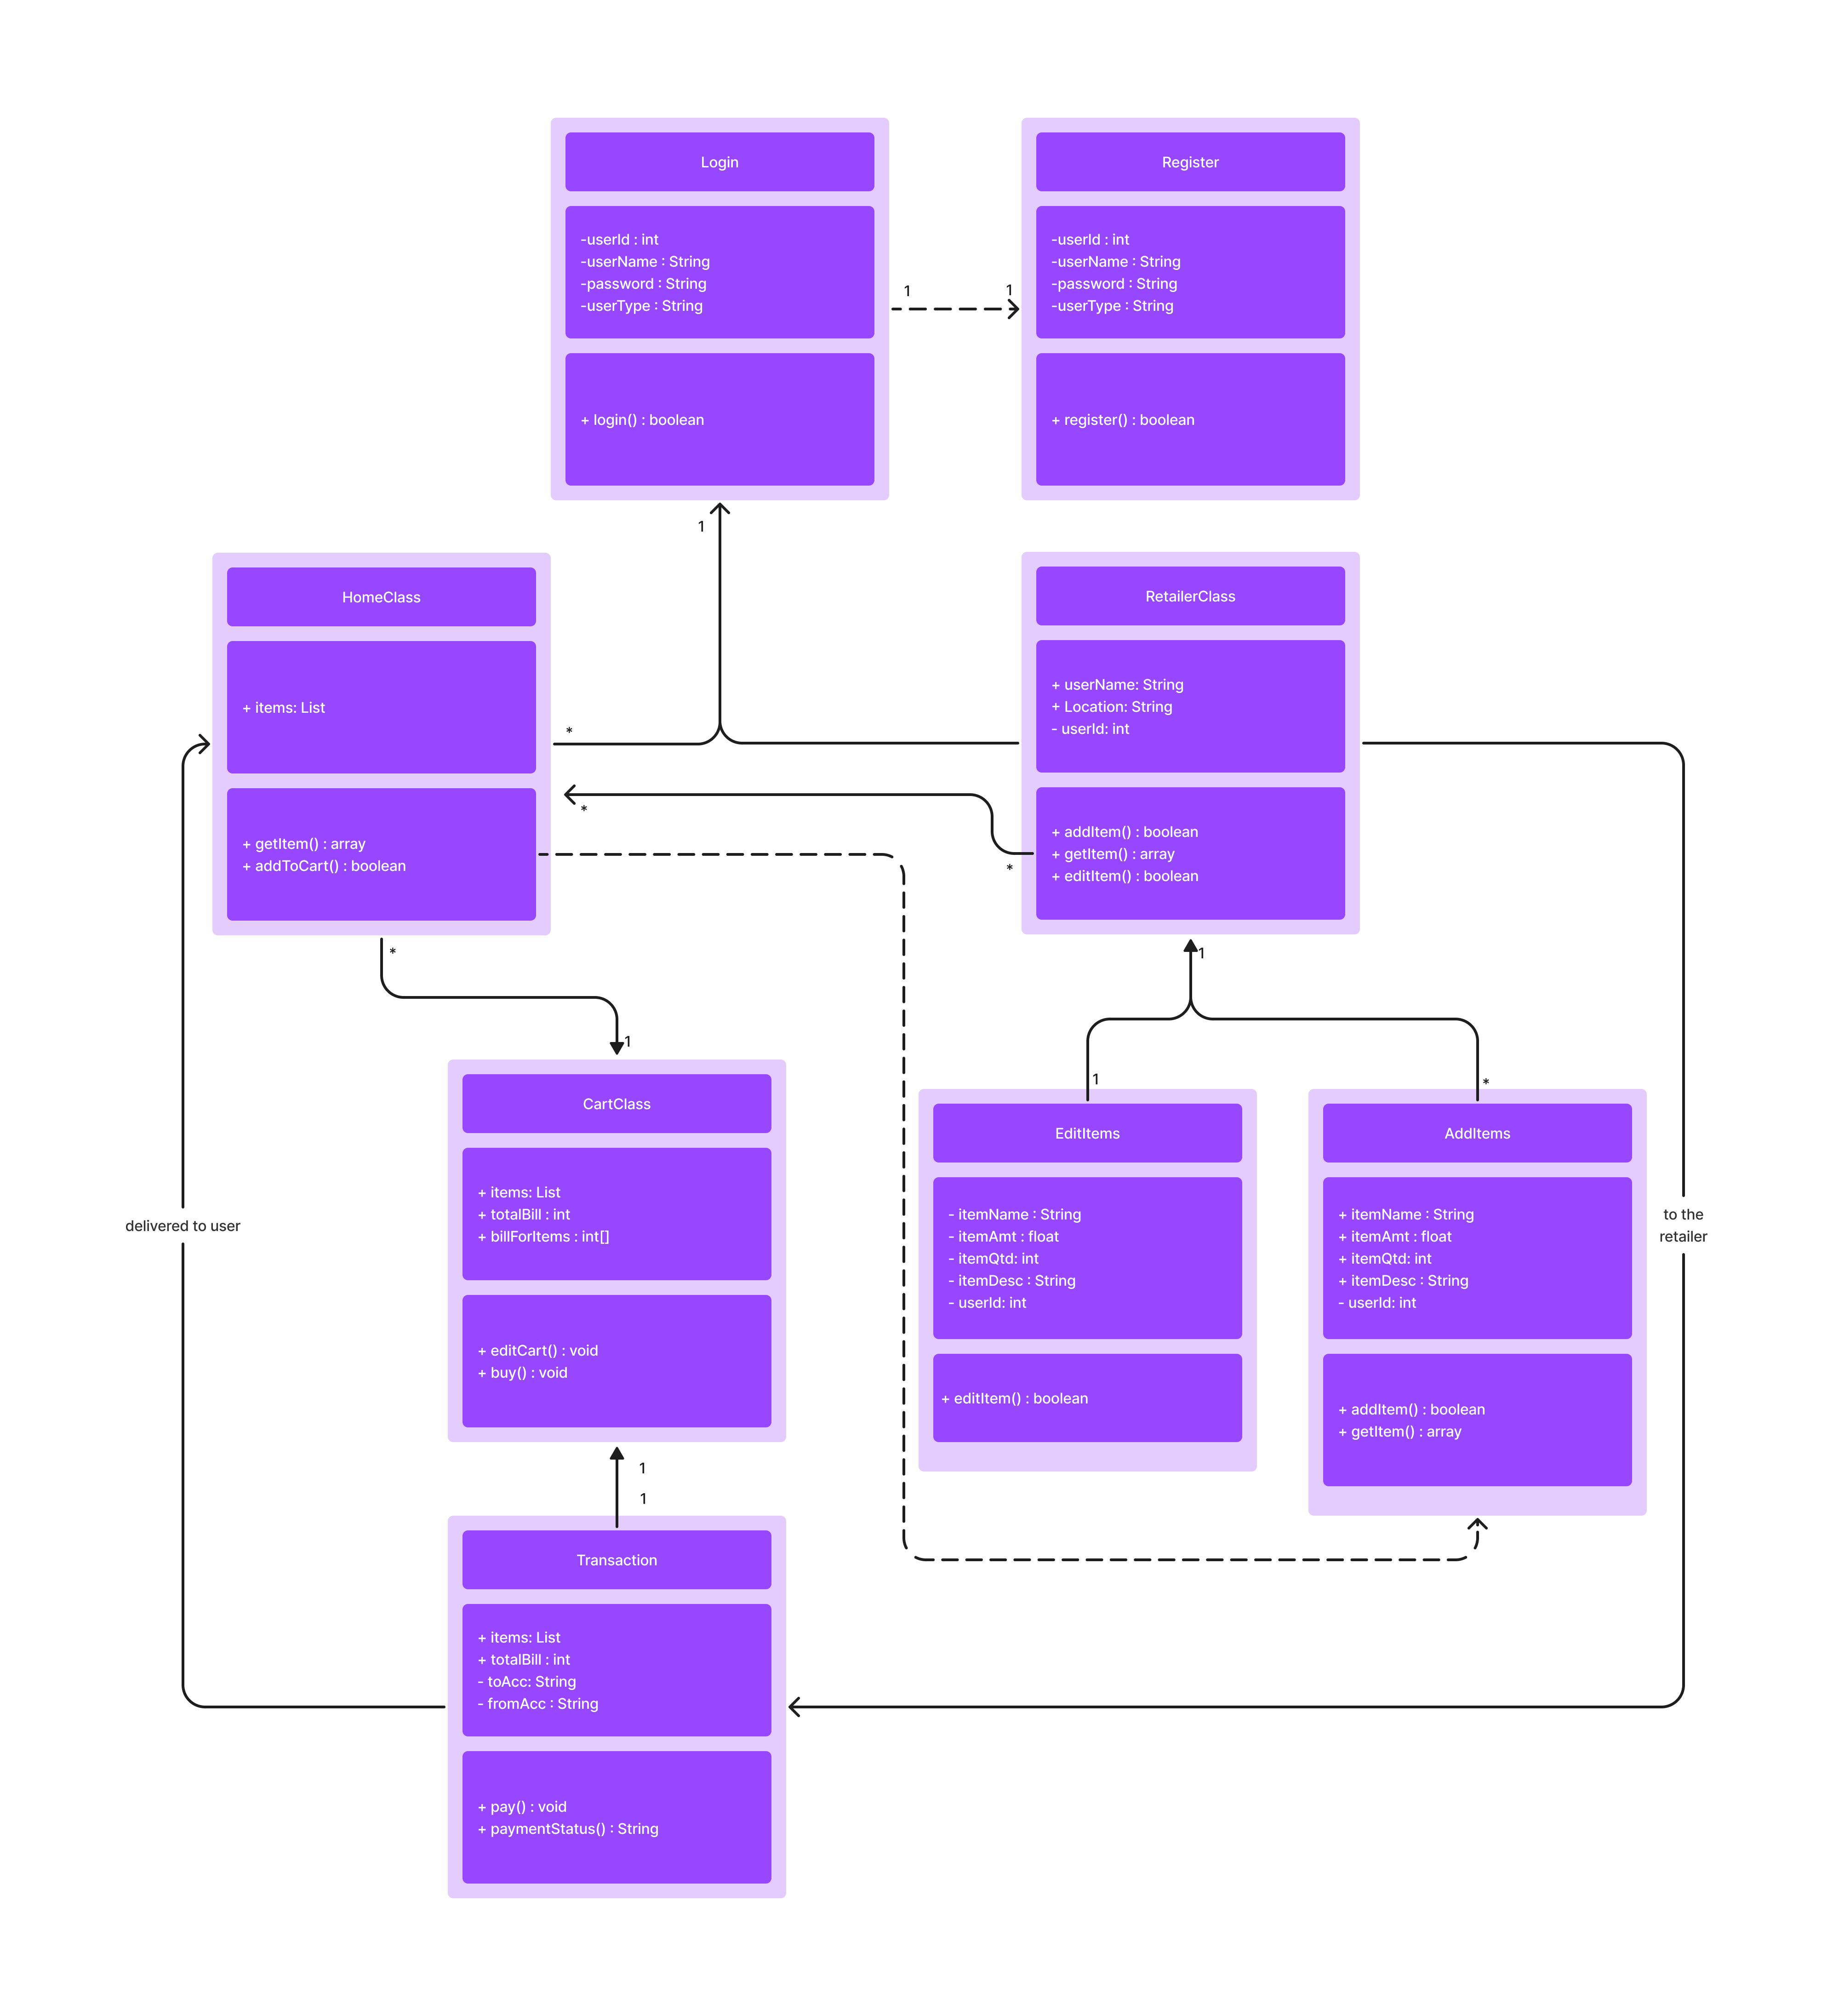 Login
-userId : int
-userName : String
-password : String
-userType : String
+ login() : boolean
1
1
Register
-userId : int
-userName : String
-password : String
-userType : String
+ register() : boolean
1
HomeClass
+ items: List
+ getItem() : array
+ addToCart() : boolean
*
*
RetailerClass
+ userName: String
+ Location: String
- userId: int
+ addItem() : boolean
+ getItem() : array
+ editItem() : boolean
*
*
1
1
1
*
CartClass
+ items: List
+ totalBill : int
+ billForItems : int[]
+ editCart() : void
+ buy() : void
EditItems
- itemName : String
- itemAmt : float
- itemQtd: int
- itemDesc : String
- userId: int
+ editItem() : boolean
AddItems
+ itemName : String
+ itemAmt : float
+ itemQtd: int
+ itemDesc : String
- userId: int
+ addItem() : boolean
+ getItem() : array
delivered to user
to the
retailer
1
1
Transaction
+ items: List
+ totalBill : int
- toAcc: String
- fromAcc : String
+ pay() : void
+ paymentStatus() : String